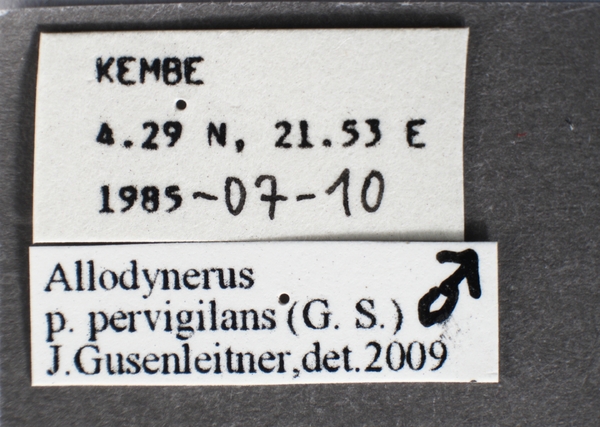 KEMBE
4.29 N, 21.53 E
1985-07-10
Allodynerus
p. pervigilans (G. S.) ♂
J.Gusenleitner,det.2009